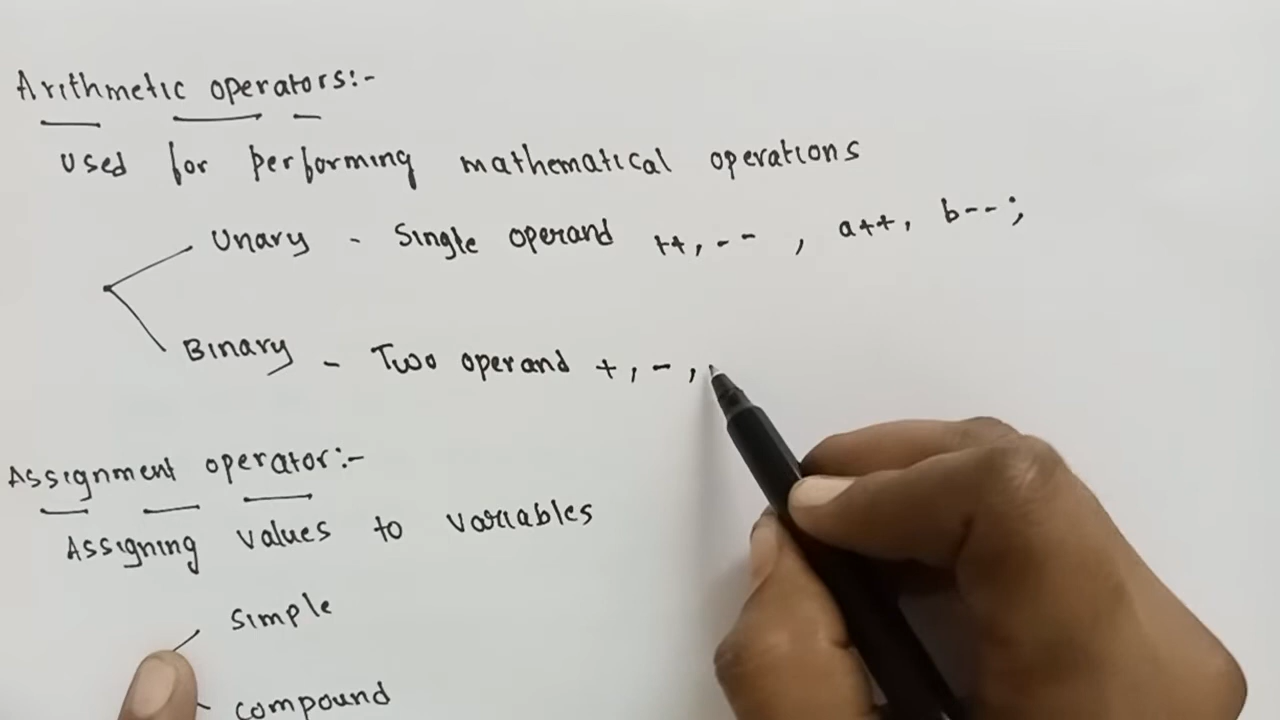 Arithmetic operators:-
Used for performing mathematical operations
Unary - Single operand ++, -- , a++, b--;
Binary - Two operand +, -,
Assignment operator:-
Assigning values to variables
Simple
compound